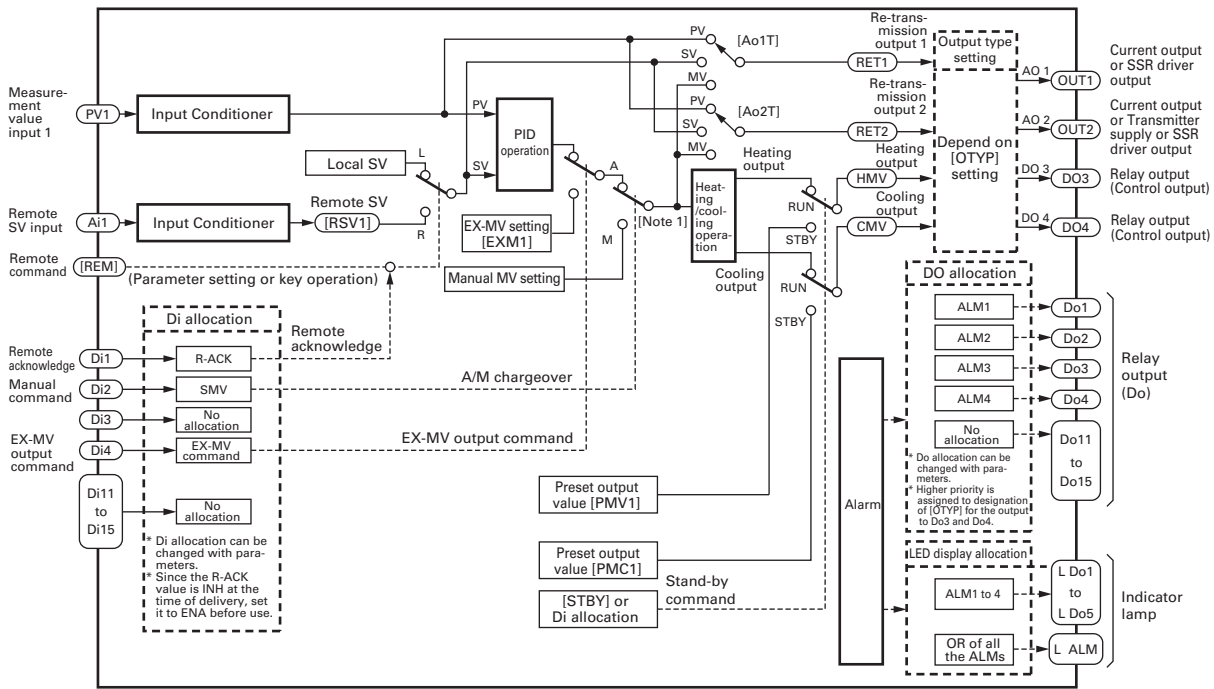 Measure-
ment
value
input 1
PV1
Input Conditioner
Remote
SV input
Ai1
Input Conditioner
Remote SV
[RSV1]
Remote
command
[REM]
(Parameter setting or key operation)
Local SV
L
R
PV
SV
PID
operation
EX-MV setting
[EXM1]
Manual MV setting
A
M
[Note 1]
PV
SV
MV
[Ao1T]
PV
SV
MV
[Ao2T]
Heat-
ing
/cool-
ing
opera-
tion
Heating
output
Cooling
output
RUN
STBY
RUN
STBY
Re-trans-
mission
output 1
RET1
Re-trans-
mission
output 2
RET2
Heating
output
HMV
Cooling
output
CMV
Output type
setting
Depend on
[OTYP]
setting
AO 1
OUT1
Current output
or SSR driver
output
AO 2
OUT2
Current output
or Transmitter
supply or SSR
driver output
DO 3
DO3
Relay output
(Control output)
DO 4
DO4
Relay output
(Control output)
Di allocation
Remote
acknowledge
Di1
R-ACK
Remote
acknowledge
Manual
command
Di2
SMV
A/M chargeover
Di3
No
allocation
EX-MV
output
command
Di4
EX-MV
command
EX-MV output command
Di11
to
Di15
No
allocation
* Di allocation can be
changed with para-
meters.
* Since the R-ACK
value is INH at the
time of delivery, set
it to ENA before use.
Preset output
value [PMV1]
Preset output
value [PMC1]
[STBY] or
Di allocation
Stand-by
command
Alarm
DO allocation
ALM1
Do1
ALM2
Do2
ALM3
Do3
ALM4
Do4
No
allocation
Do11
to
Do15
Relay
output
(Do)
* Do allocation can be
changed with para-
meters.
* Higher priority is
assigned to designation
of [OTYP] for the output
to Do3 and Do4.
LED display allocation
ALM1 to 4
L Do1
to
L Do5
OR of all
the ALMs
L ALM
Indicator
lamp